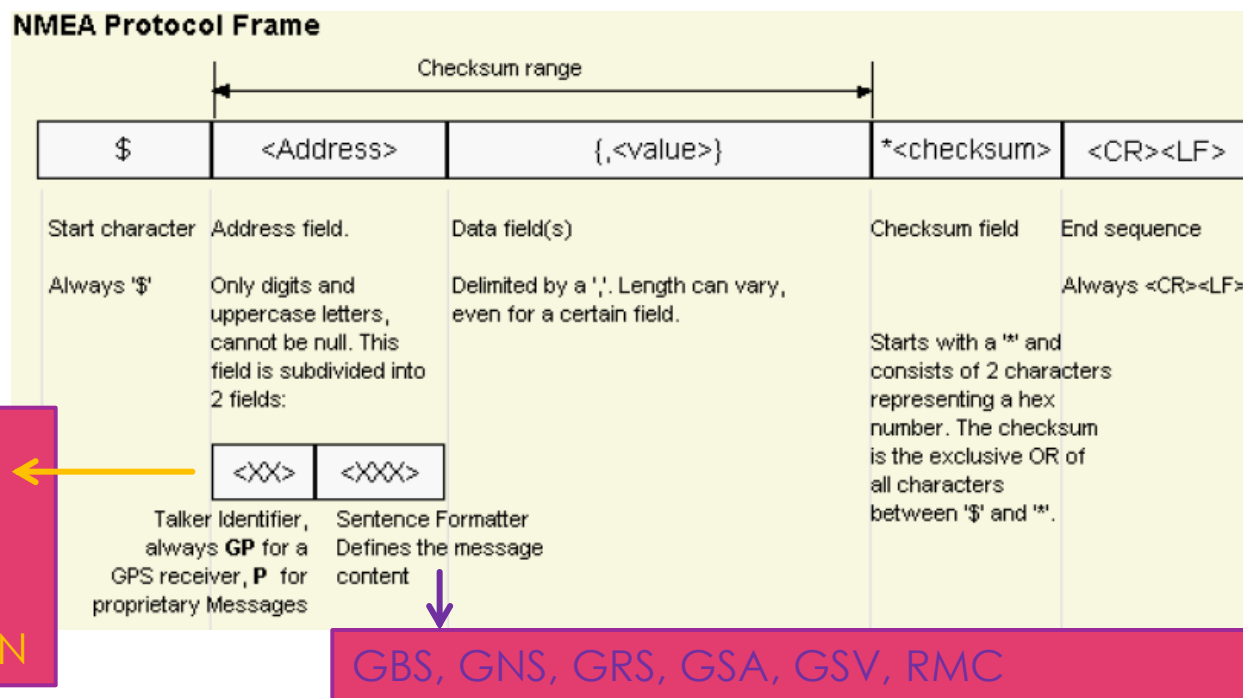 NMEA Protocol Frame
Checksum range
$ <Address> {,<value>} *<checksum> <CR><LF>
Start character
Always '$'
Address field.
Only digits and
uppercase letters,
cannot be null. This
field is subdivided into
2 fields:
<XX> <XXX>
Talker Identifier,
always GP for a
GPS receiver, P for
proprietary Messages
Sentence Formatter
Defines the message
content
Data field(s)
Delimited by a ','. Length can vary,
even for a certain field.
Checksum field
Starts with a '*' and
consists of 2 characters
representing a hex
number. The checksum
is the exclusive OR of
all characters
between '$' and '*'.
End sequence
Always <CR><LF>
GBS, GNS, GRS, GSA, GSV, RMC